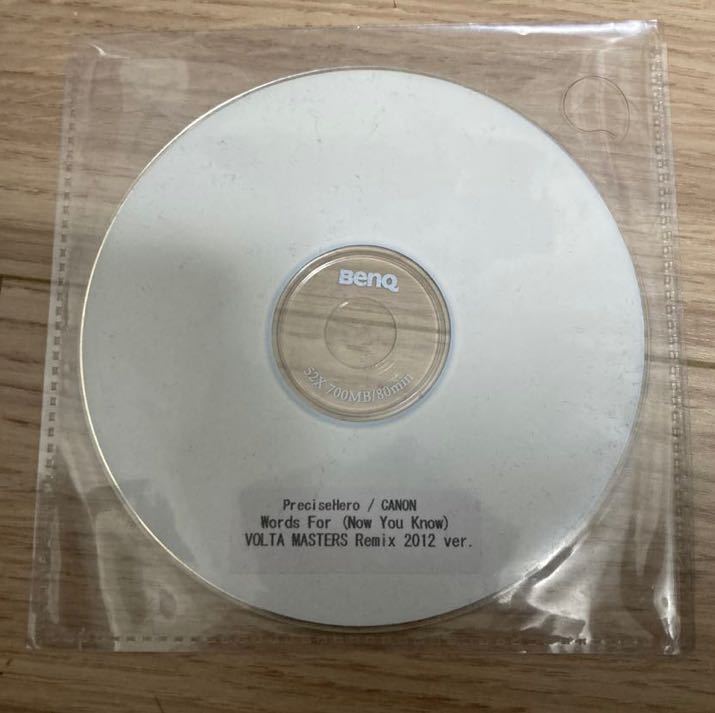 BenQ
52X 700MB/80min
PreciseHero / CANON
Words For (Now You Know)
VOLTA MASTERS Remix 2012 ver.